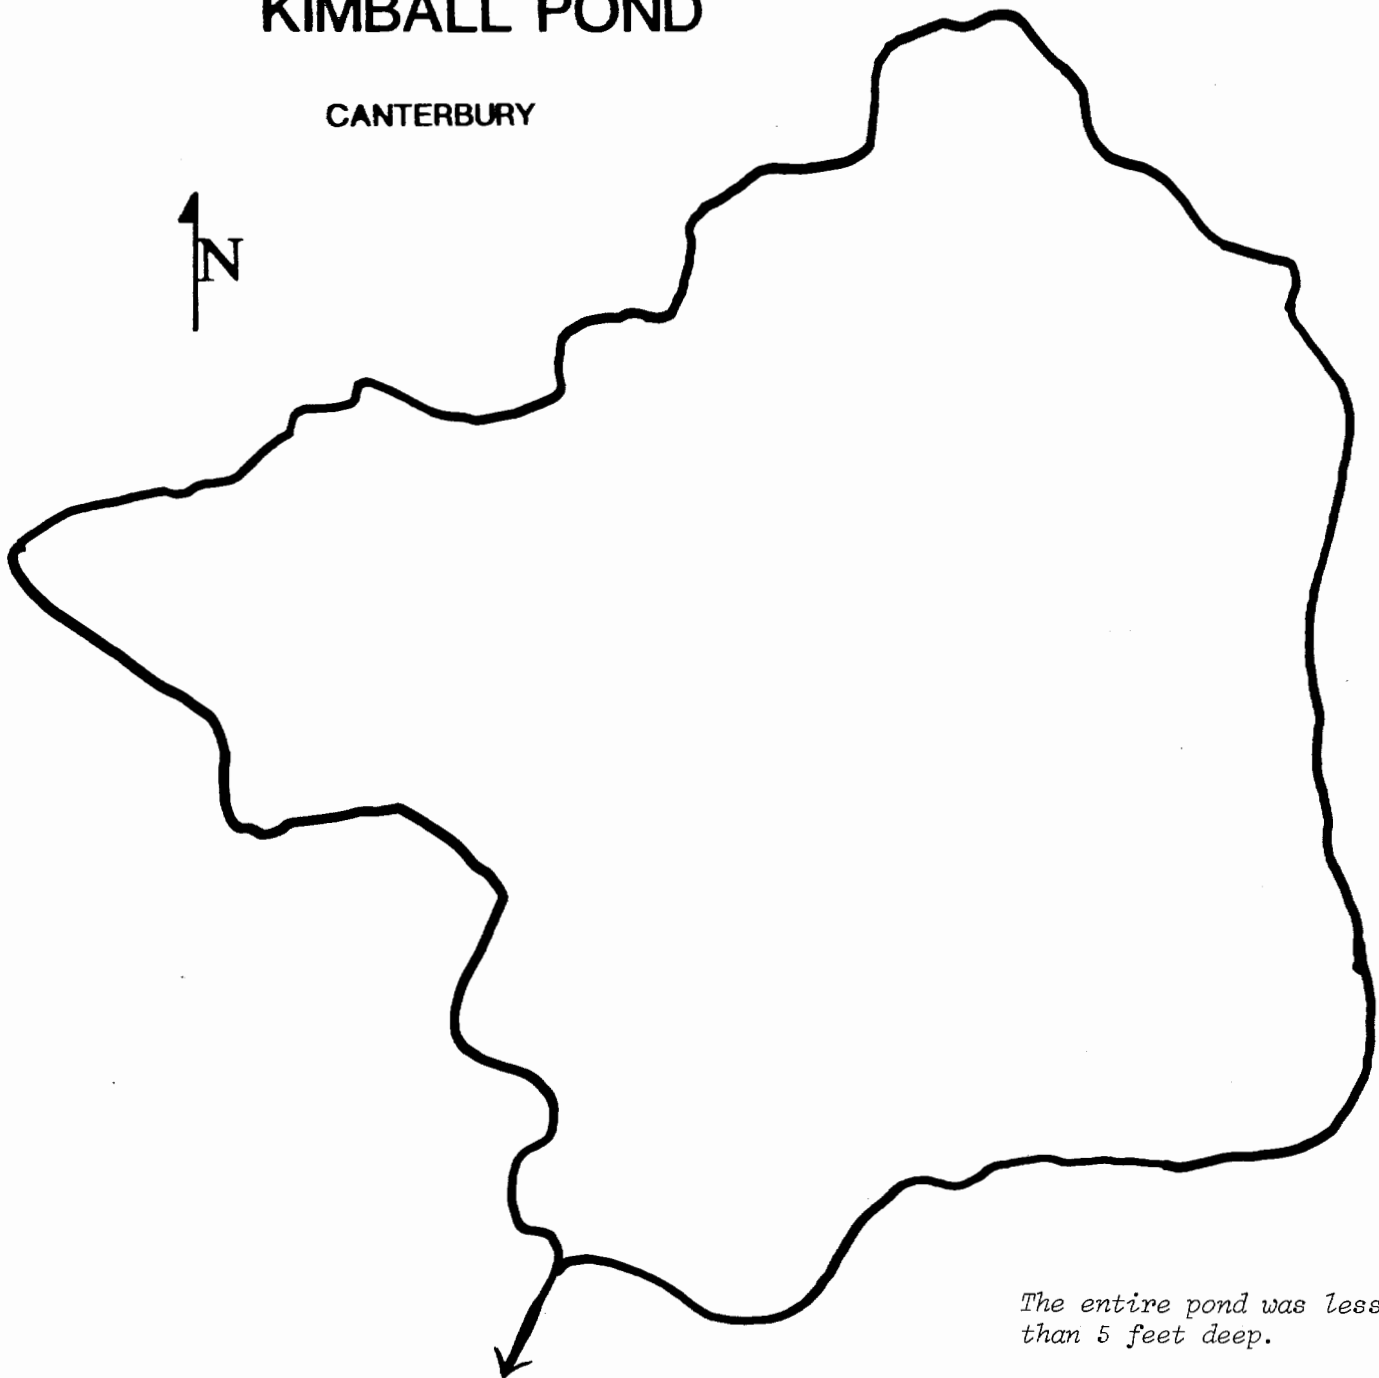 KIMBALL POND
CANTERBURY
N
The entire pond was less
than 5 feet deep.